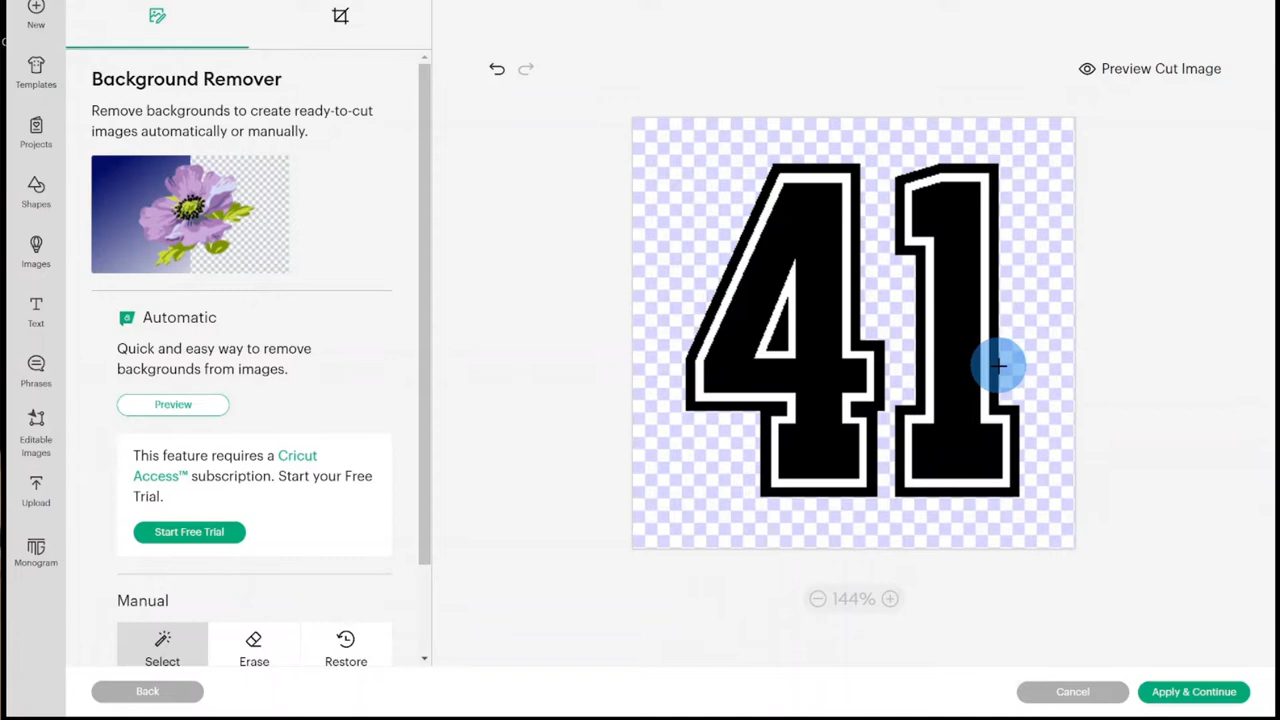 New
Templates
Projects
Shapes
Images
Text
Phrases
Editable
Images
Upload
Monogram
Background Remover
Remove backgrounds to create ready-to-cut
images automatically or manually.
Automatic
Quick and easy way to remove
backgrounds from images.
Preview
This feature requires a Cricut
Access™ subscription. Start your Free
Trial.
Start Free Trial
Manual
Select
Erase
Restore
Back
Preview Cut Image
41
144%
Cancel
Apply & Continue